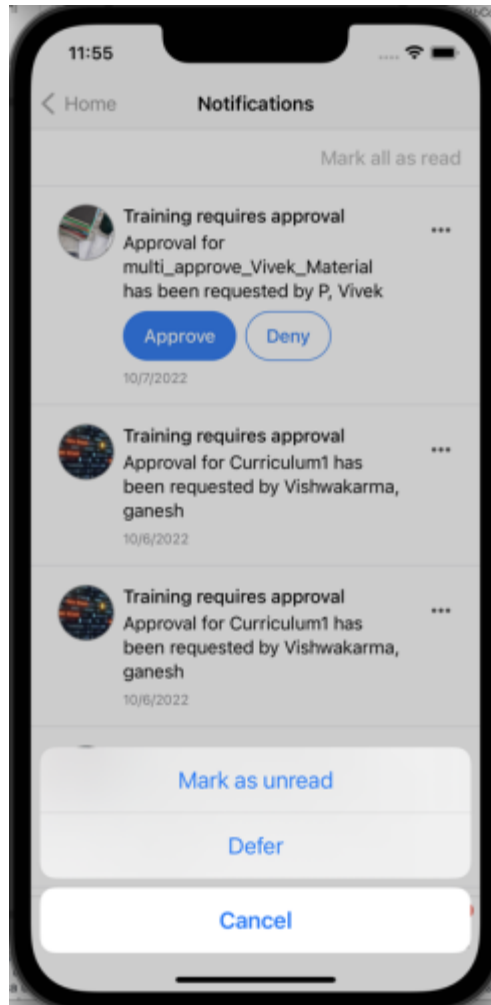 11:55
Home
Notifications
Mark all as read
Training requires approval
Approval for
multi_approve_Vivek_Material
has been requested by P, Vivek
Approve
Deny
10/7/2022
Training requires approval
Approval for Curriculum1 has
been requested by Vishwakarma,
ganesh
10/6/2022
Training requires approval
Approval for Curriculum1 has
been requested by Vishwakarma,
ganesh
10/6/2022
Mark as unread
Defer
Cancel